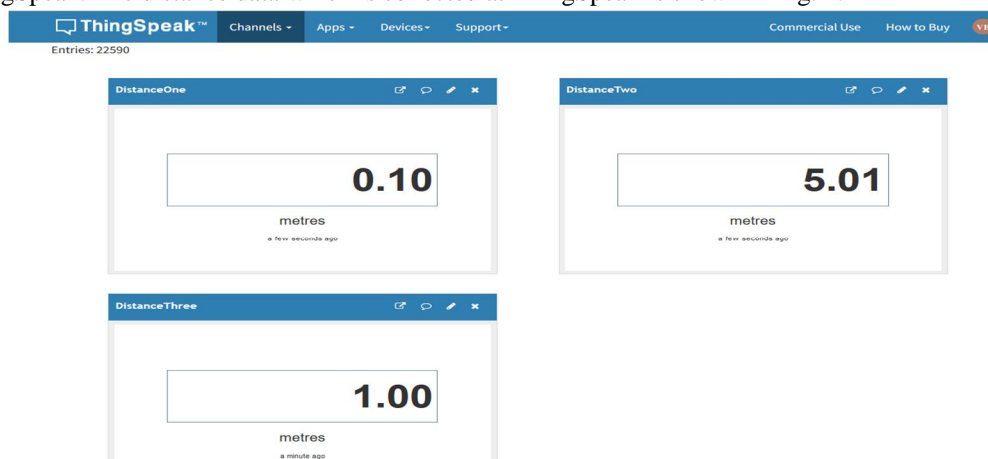 ThingSpeak™ Channels Apps Devices Support Commercial Use How to Buy
Entries: 22590
DistanceOne DistanceTwo
0.10 5.01
metres metres
a few seconds ago a few seconds ago
DistanceThree
1.00
metres
a minute ago